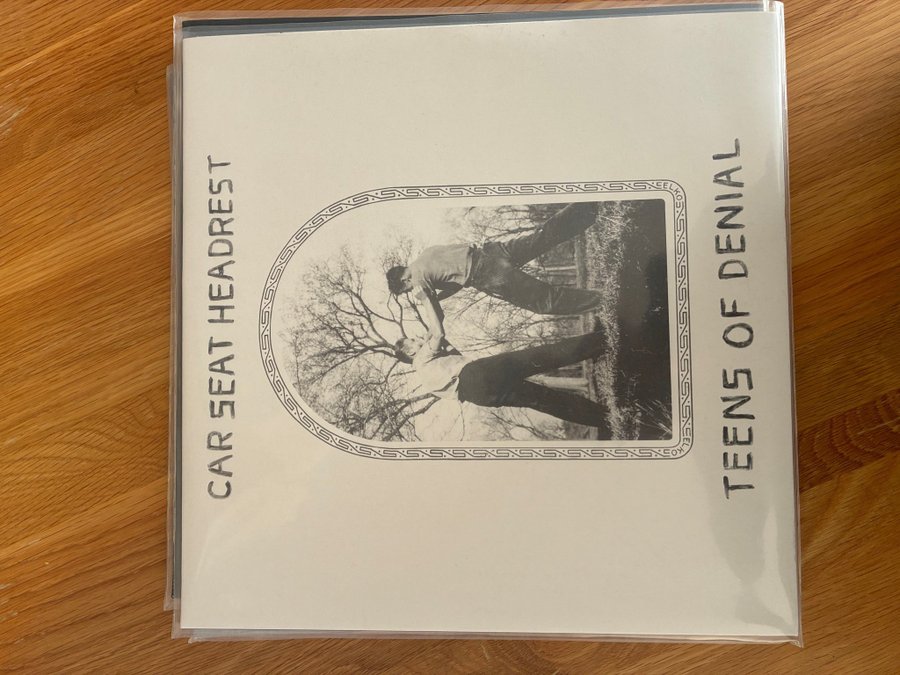 CAR SEAT HEADREST
TEENS OF DENIAL